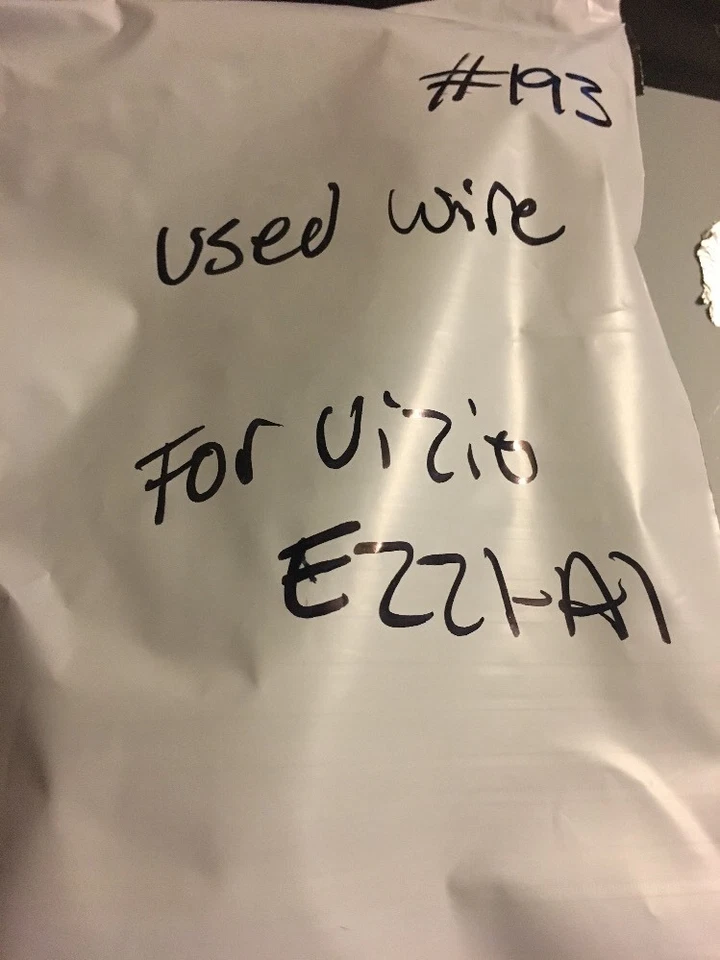 #193
used wire
For Vizio
E221-A1